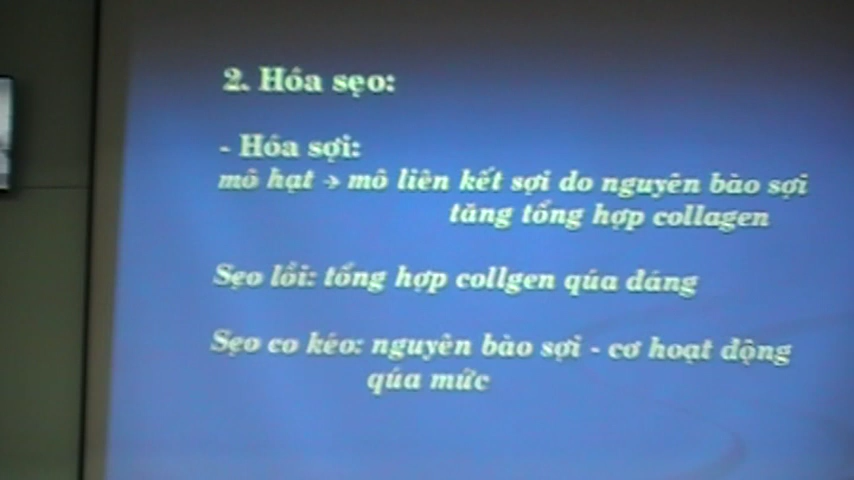 2. Hóa sẹo:
- Hóa sợi:
mô hạt → mô liên kết sợi do nguyên bào sợi
tăng tổng hợp collagen
Sẹo lồi: tổng hợp collgen qúa đáng
Sẹo co kéo: nguyên bào sợi - cơ hoạt động
qúa mức